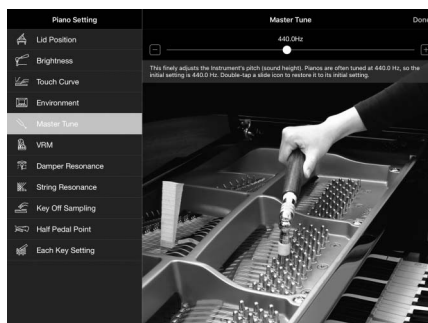 Piano Setting
Master Tune
Done
Lid Position
Brightness
Touch Curve
Environment
Master Tune
VRM
Damper Resonance
String Resonance
Key Off Sampling
Half Pedal Point
Each Key Setting
440.0Hz
This finely adjusts the Instrument's pitch (sound height). Pianos are often tuned at 440.0 Hz, so the
initial setting is 440.0 Hz. Double-tap a slide icon to restore it to its initial setting.